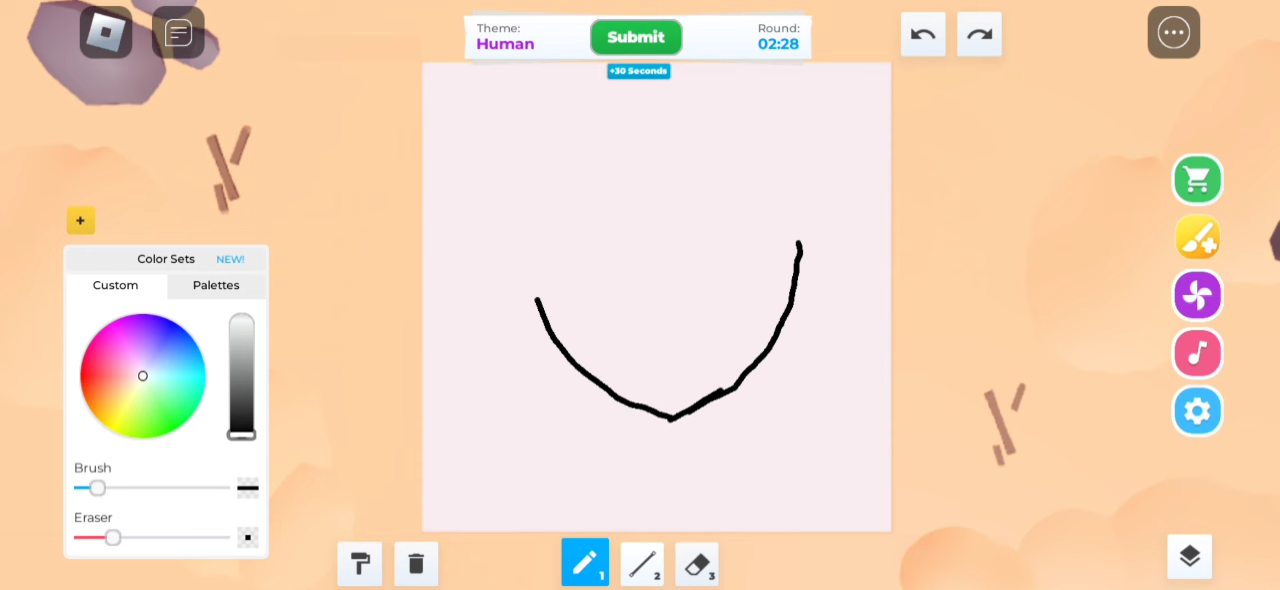 Theme:
Human
Submit
Round:
02:28
+30 Seconds
+
Color Sets NEW!
Custom Palettes
Brush
Eraser
1
2
3